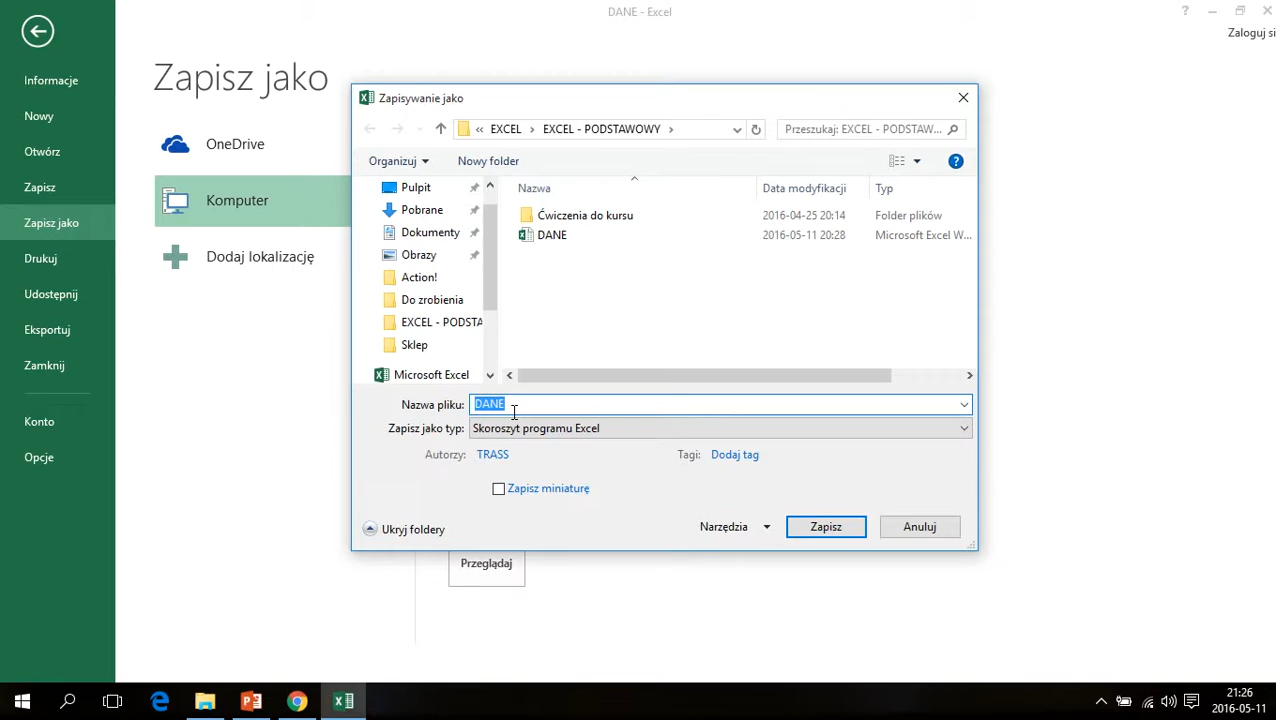 DANE - Excel
?
Zaloguj si
Informacje
Nowy
Otwórz
Zapisz
Zapisz jako
Drukuj
Udostępnij
Eksportuj
Zamknij
Konto
Opcje
Zapisz jako
OneDrive
Komputer
Dodaj lokalizację
Przeglądaj
Zapisywanie jako
« EXCEL › EXCEL - PODSTAWOWY ›
Przeszukaj: EXCEL - PODSTAW...
Organizuj
Nowy folder
?
Pulpit
Pobrane
Dokumenty
Obrazy
Action!
Do zrobienia
EXCEL - PODSTA
Sklep
Microsoft Excel
Nazwa Data modyfikacji Typ
Ćwiczenia do kursu 2016-04-25 20:14 Folder plików
DANE 2016-05-11 20:28 Microsoft Excel W...
Nazwa pliku: DANE
Zapisz jako typ: Skoroszyt programu Excel
Autorzy: TRASS Tagi: Dodaj tag
Zapisz miniaturę
Ukryj foldery
Narzędzia
Zapisz
Anuluj
21:26
2016-05-11